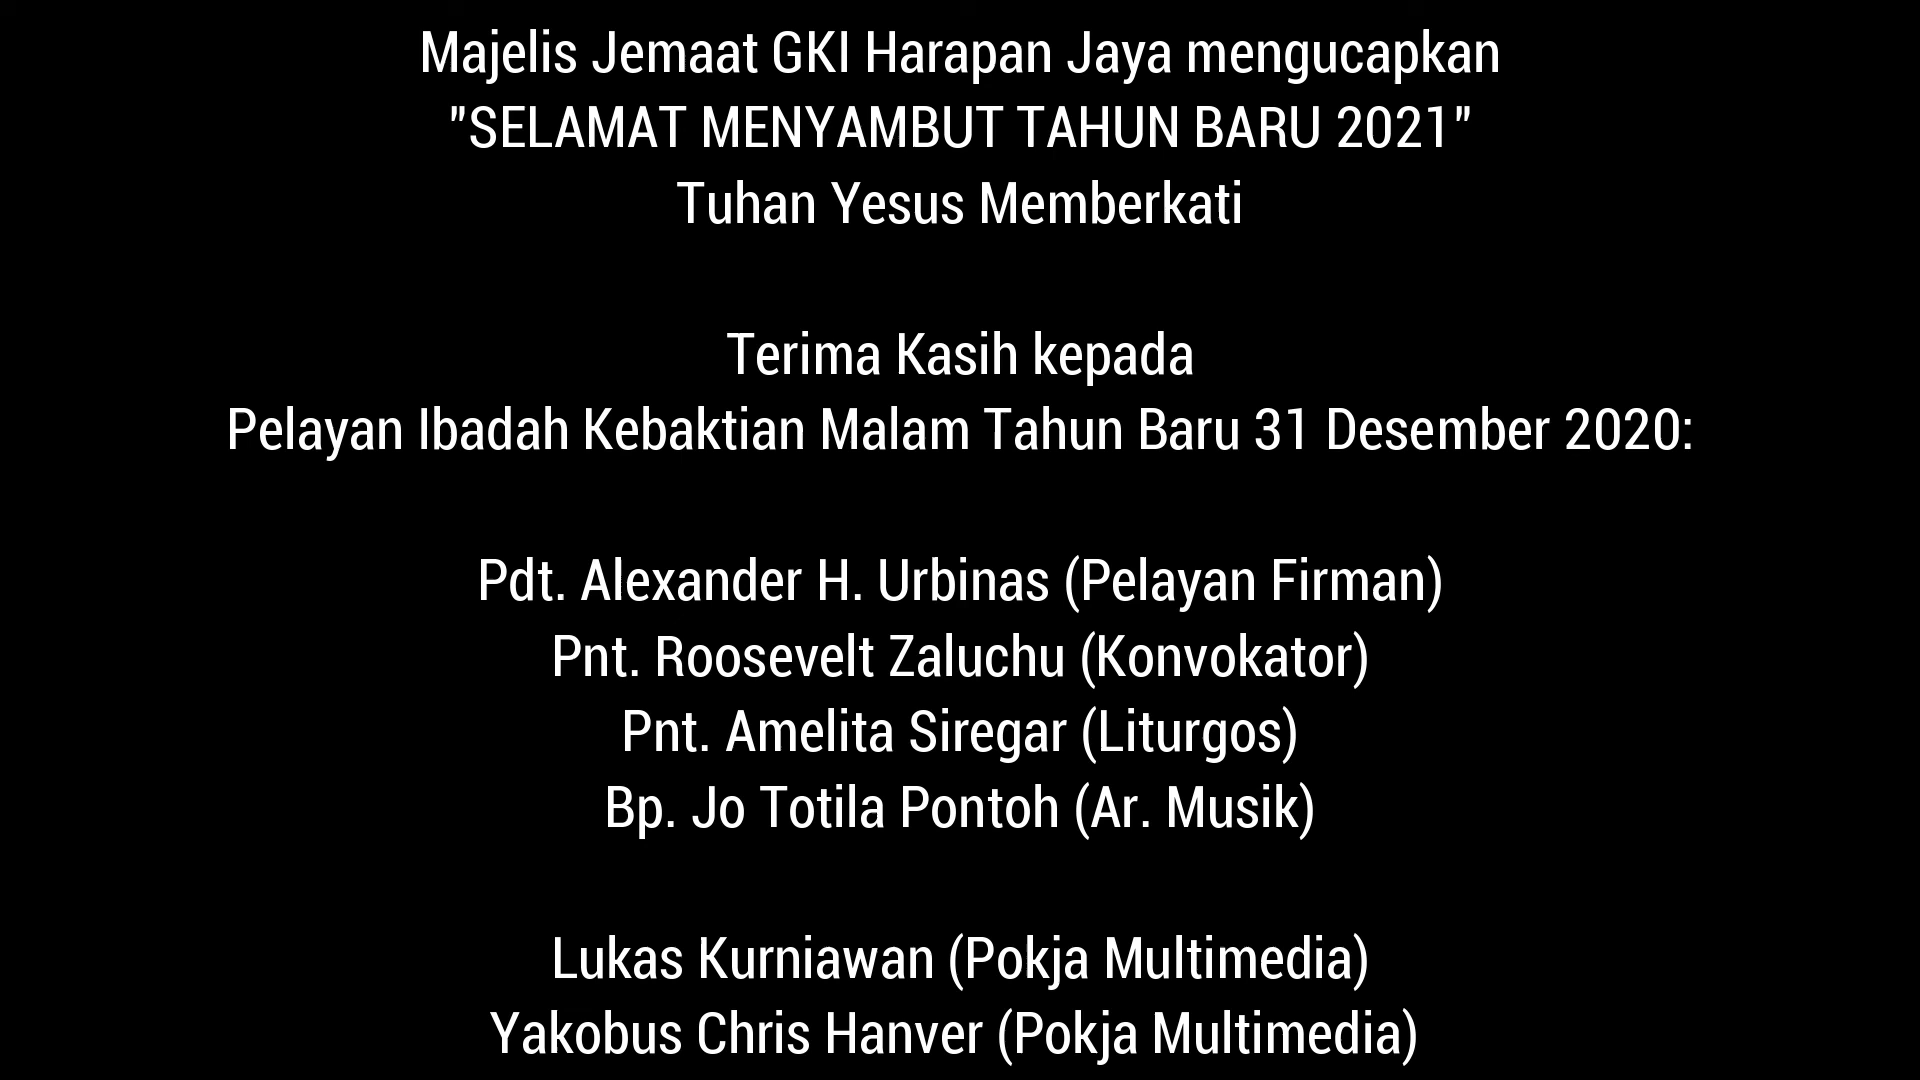 Majelis Jemaat GKI Harapan Jaya mengucapkan
"SELAMAT MENYAMBUT TAHUN BARU 2021"
Tuhan Yesus Memberkati
Terima Kasih kepada
Pelayan Ibadah Kebaktian Malam Tahun Baru 31 Desember 2020:
Pdt. Alexander H. Urbinas (Pelayan Firman)
Pnt. Roosevelt Zaluchu (Konvokator)
Pnt. Amelita Siregar (Liturgos)
Bp. Jo Totila Pontoh (Ar. Musik)
Lukas Kurniawan (Pokja Multimedia)
Yakobus Chris Hanver (Pokja Multimedia)